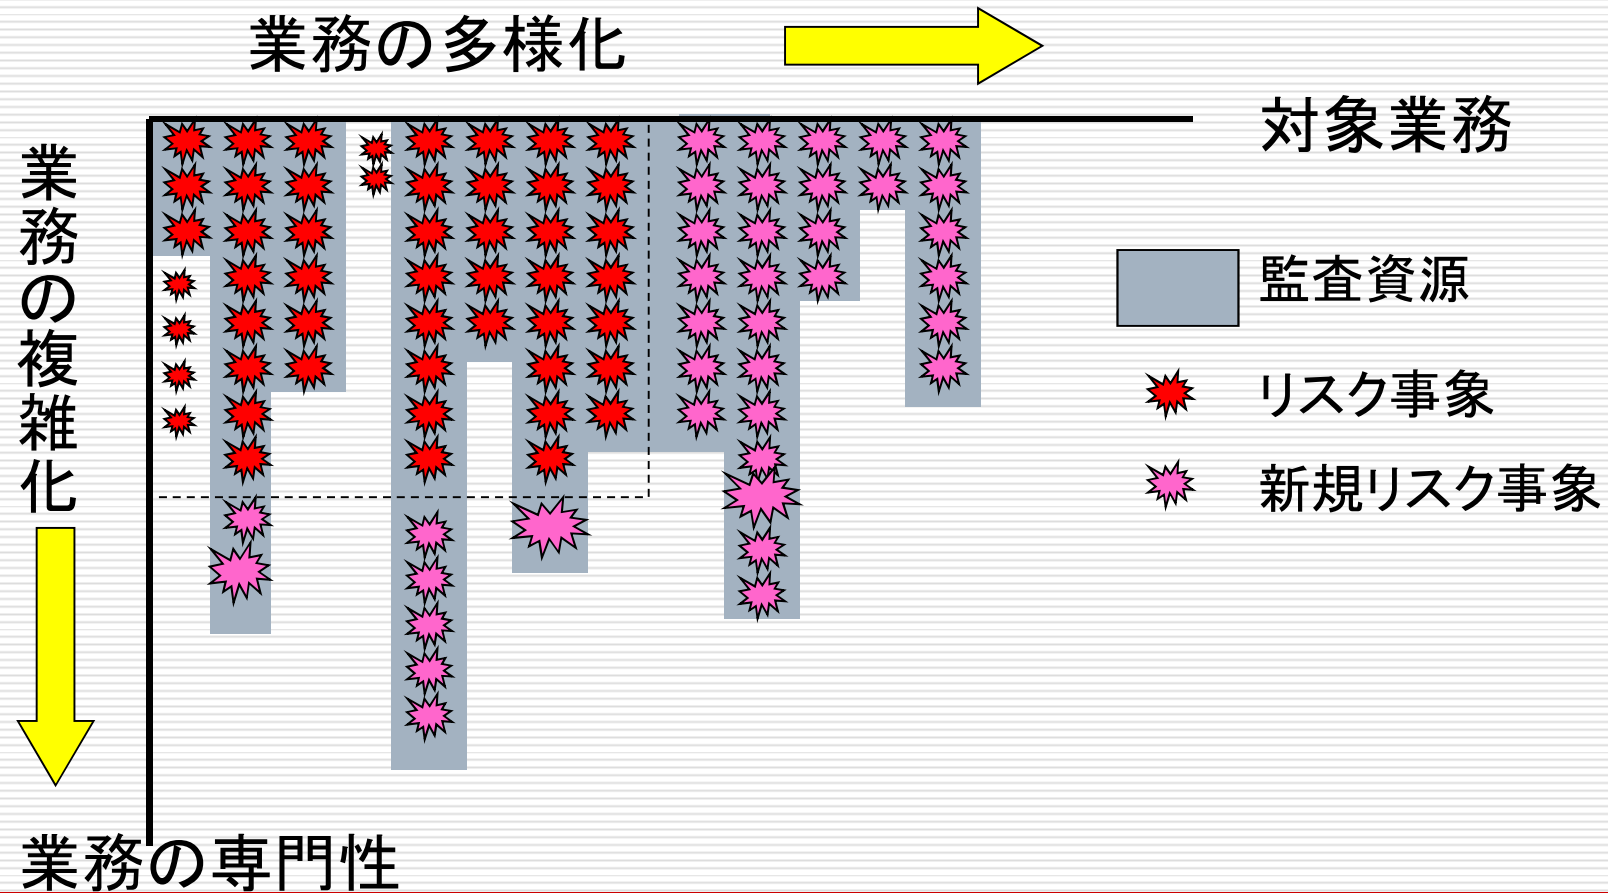 業務の多様化
対象業務
業務の複雑化
監査資源
リスク事象
新規リスク事象
業務の専門性